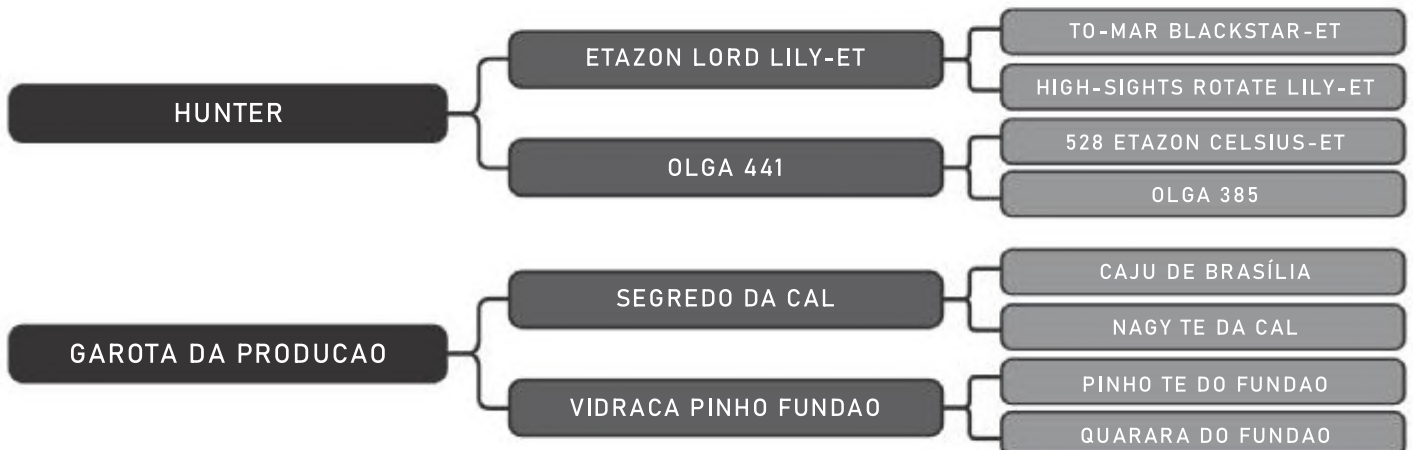 HUNTER
ETAZON LORD LILY-ET
TO-MAR BLACKSTAR-ET
HIGH-SIGHTS ROTATE LILY-ET
OLGA 441
528 ETAZON CELSIUS-ET
OLGA 385
GAROTA DA PRODUCAO
SEGREDO DA CAL
CAJU DE BRASÍLIA
NAGY TE DA CAL
VIDRACA PINHO FUNDAO
PINHO TE DO FUNDAO
QUARARA DO FUNDAO